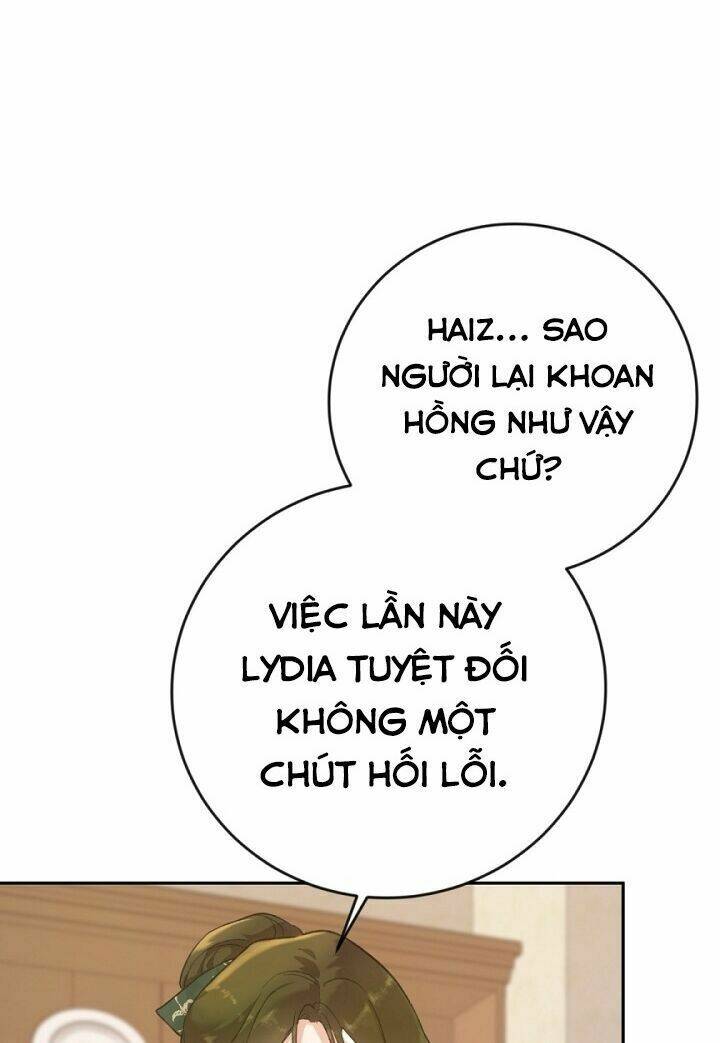 HAIZ... SAO
NGƯỜI LẠI KHOAN
HỒNG NHƯ VẬY
CHỨ?
VIỆC LẦN NÀY
LYDIA TUYỆT ĐỐI
KHÔNG MỘT
CHÚT HỐI LỖI.